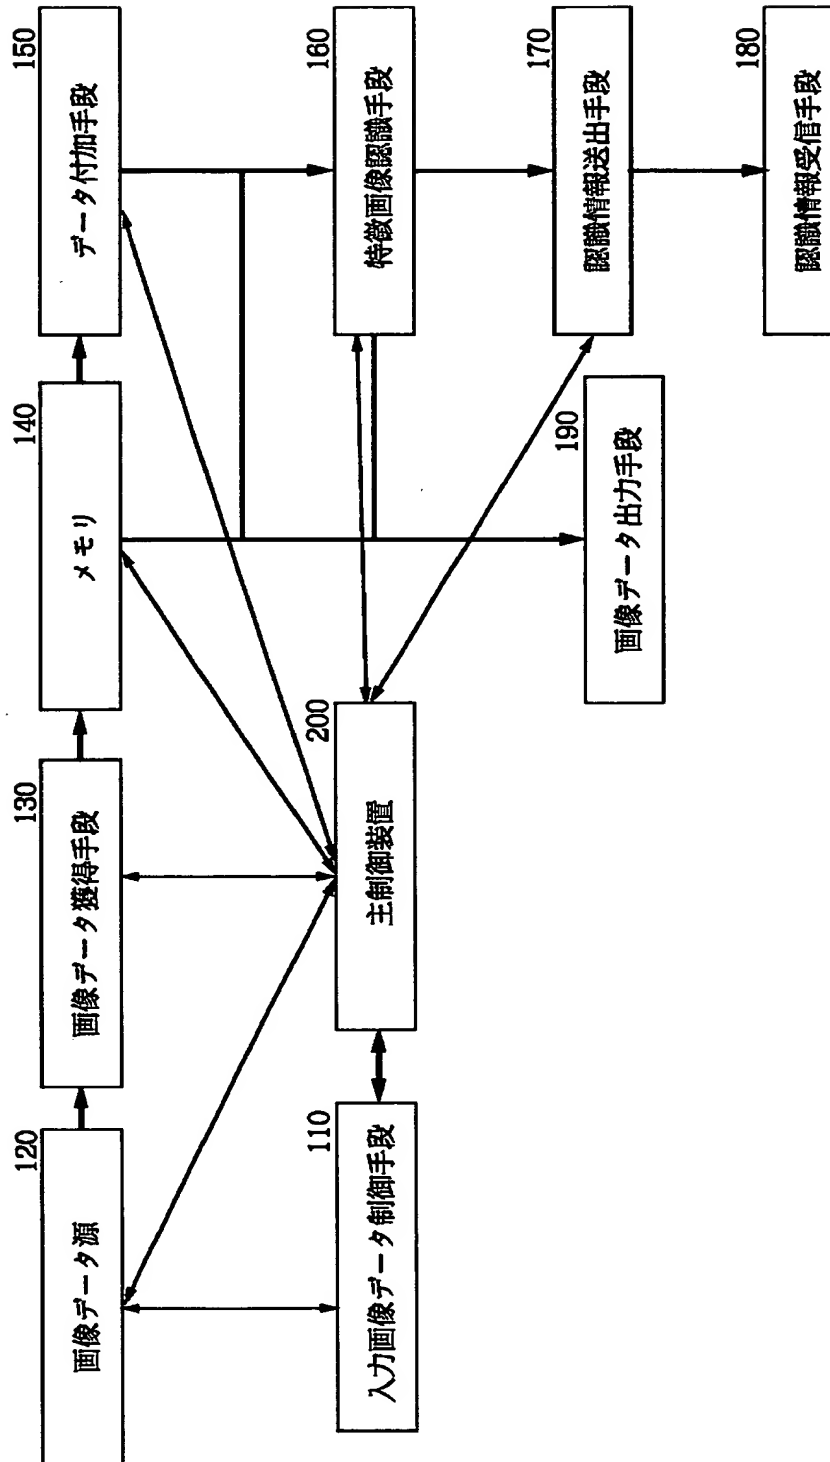 120
画像データ源
130
画像データ獲得手段
140
メモリ
150
データ付加手段
110
入力画像データ制御手段
200
主制御装置
160
特徴画像認識手段
190
画像データ出力手段
170
認識情報送出手段
180
認識情報受信手段